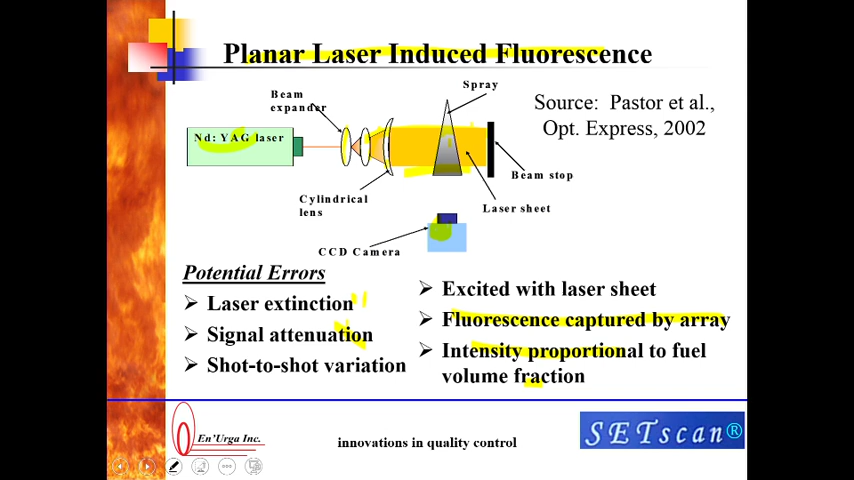 Planar Laser Induced Fluorescence
Spray
Beam
expander
Source: Pastor et al.,
Opt. Express, 2002
Nd: YAG laser
Beam stop
Cylindrical
lens
Laser sheet
CCD Camera
Potential Errors
Laser extinction
Signal attenuation
Shot-to-shot variation
Excited with laser sheet
Fluorescence captured by array
Intensity proportional to fuel
volume fraction
En'Urga Inc.
innovations in quality control
SETscan®